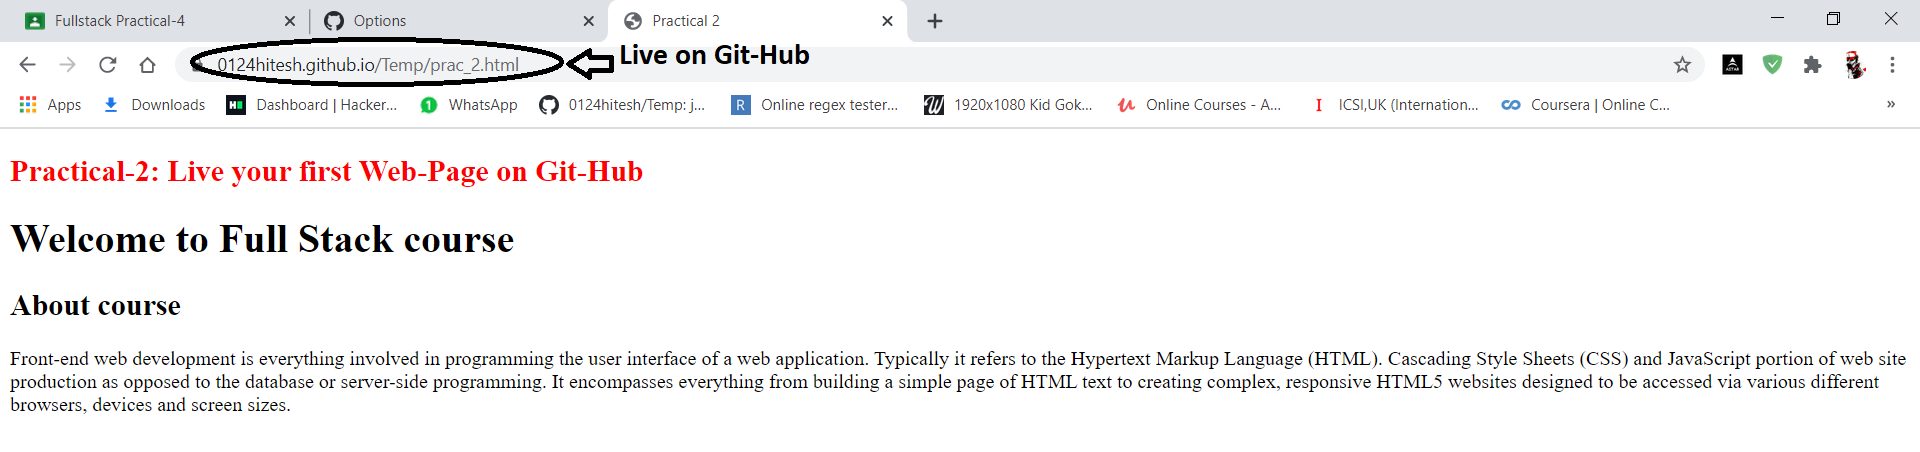 Fullstack Practical-4
Options
Practical 2
0124hitesh.github.io/Temp/prac_2.html
Live on Git-Hub
Apps
Downloads
Dashboard | Hacker...
WhatsApp
0124hitesh/Temp: j...
Online regex tester...
1920x1080 Kid Gok...
Online Courses - A...
ICSI,UK (Internation...
Coursera | Online C...
»
Practical-2: Live your first Web-Page on Git-Hub
Welcome to Full Stack course
About course
Front-end web development is everything involved in programming the user interface of a web application. Typically it refers to the Hypertext Markup Language (HTML). Cascading Style Sheets (CSS) and JavaScript portion of web site
production as opposed to the database or server-side programming. It encompasses everything from building a simple page of HTML text to creating complex, responsive HTML5 websites designed to be accessed via various different
browsers, devices and screen sizes.